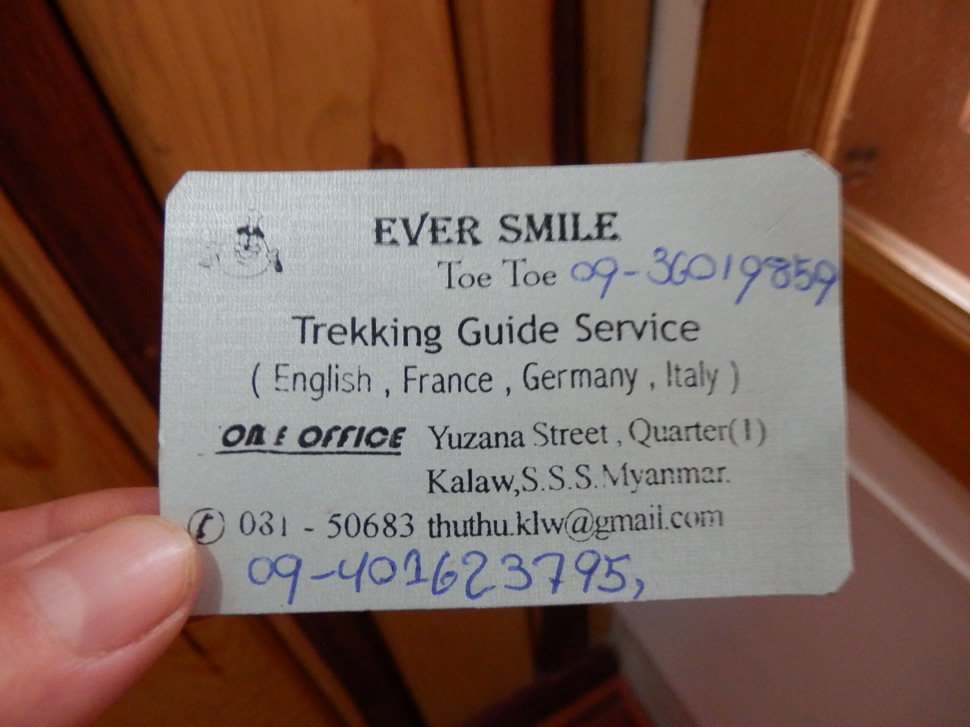 EVER SMILE
Toe Toe 09-36019859
Trekking Guide Service
( English , France , Germany , Italy )
OFFICE Yuzana Street , Quarter(1)
Kalaw,S.S.S.Myanmar.
081 - 50683 thuthu.klw@gmail.com
09-401623795,